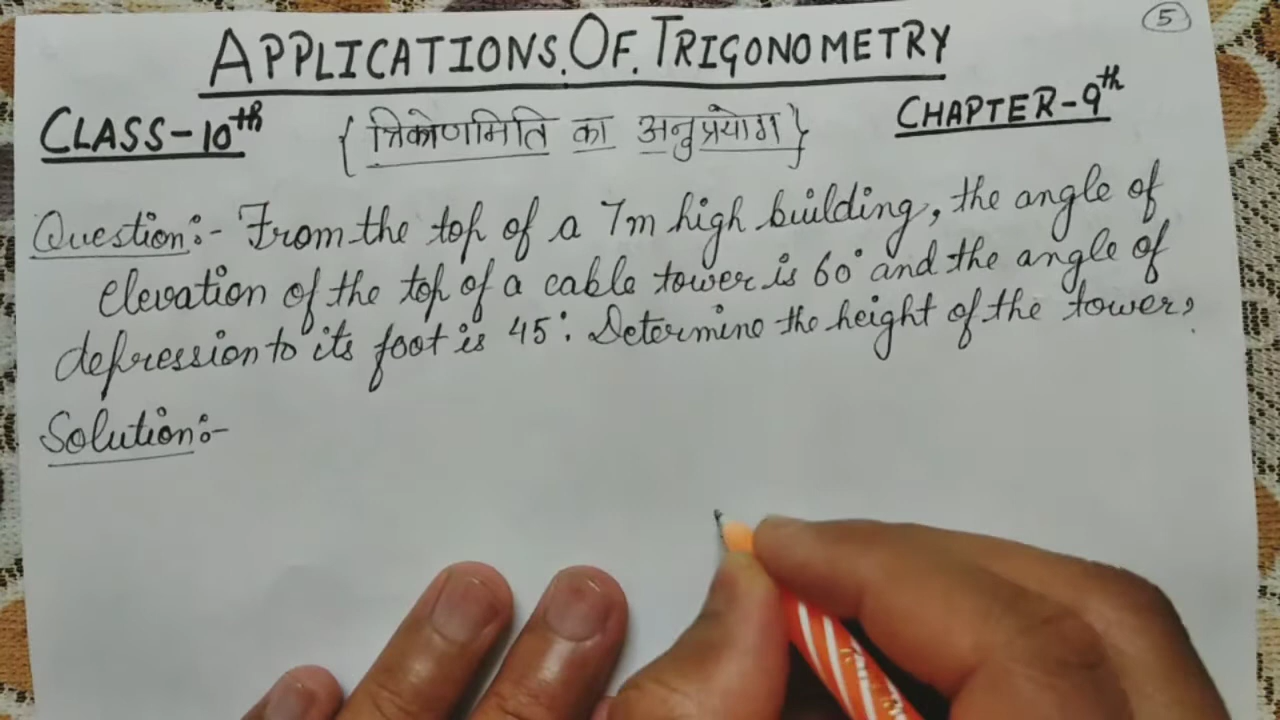 5
APPLICATIONS. OF. TRIGONOMETRY
CLASS-10th
{त्रिकोणमिति का अनुप्रयोग}
CHAPTER-9th
Question:- From the top of a 7m high building, the angle of
elevation of the top of a cable tower is 60° and the angle of
depression to its foot is 45°. Determine the height of the tower,
Solution:-